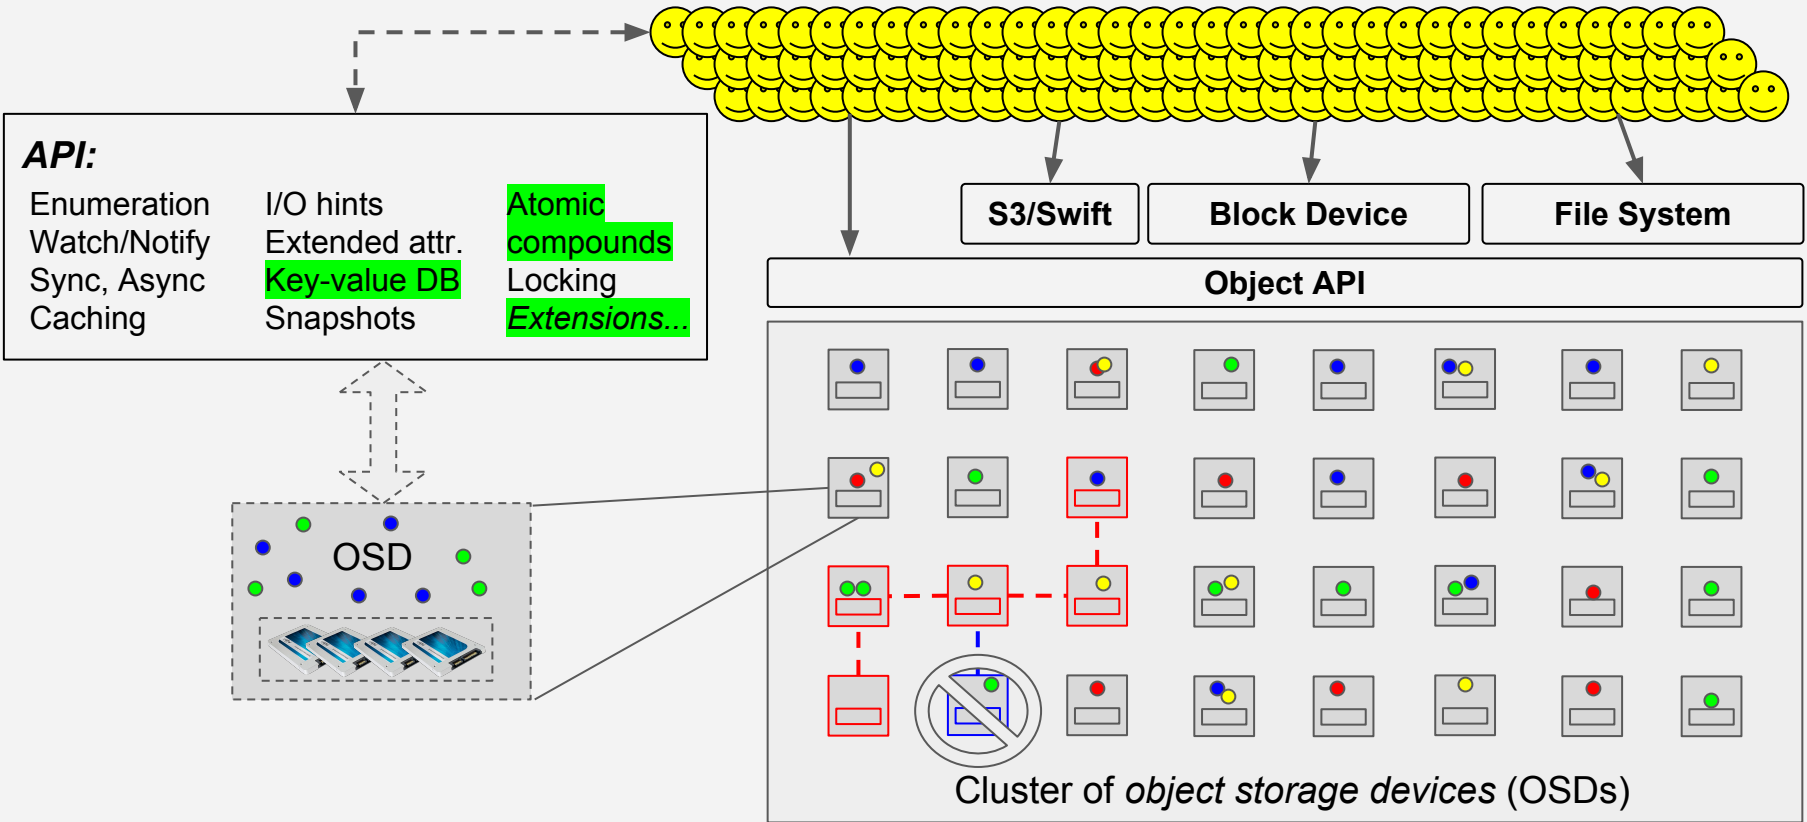 API:
Enumeration
Watch/Notify
Sync, Async
Caching
I/O hints
Extended attr.
Key-value DB
Snapshots
Atomic
compounds
Locking
Extensions...
S3/Swift
Block Device
File System
Object API
OSD
Cluster of object storage devices (OSDs)